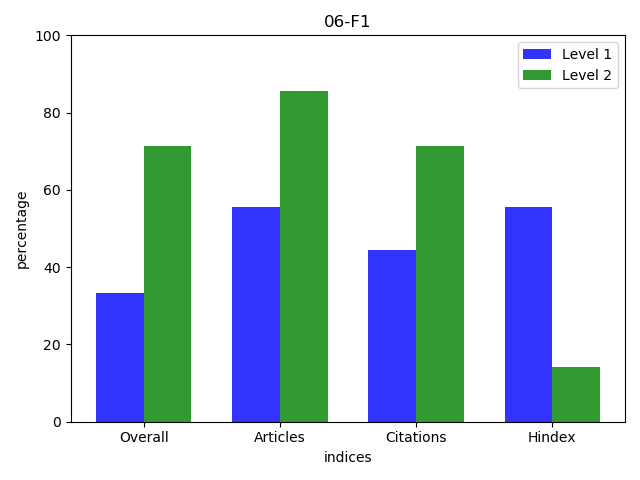 06-F1
Level 1
Level 2
100
80
60
40
20
0
percentage
Overall Articles Citations Hindex
indices